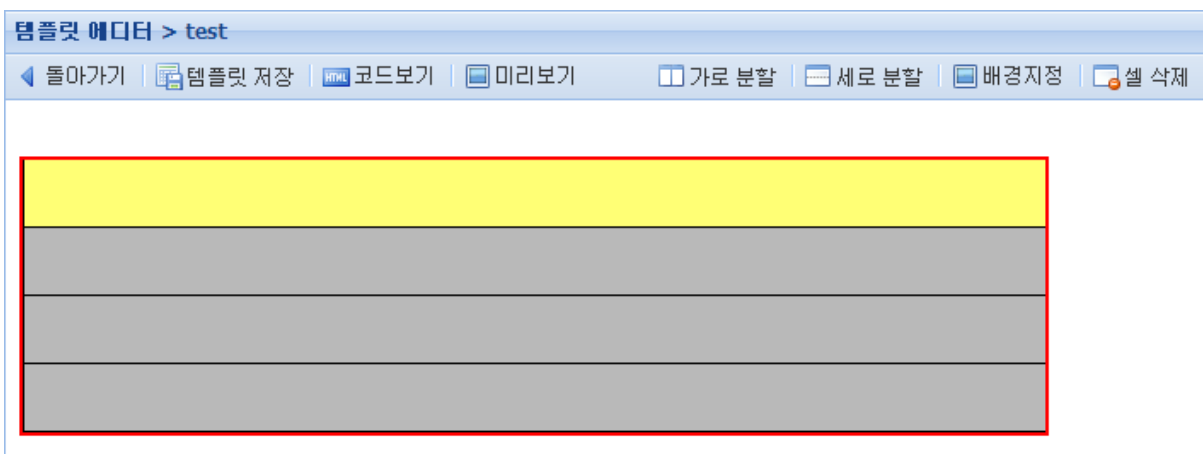 템플릿 에디터 > test
돌아가기 템플릿 저장 HTML 코드보기 미리보기 가로 분할 세로 분할 배경지정 셀 삭제